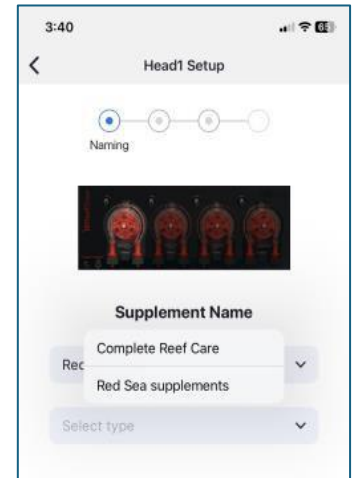 3:40
Head1 Setup
Naming
Supplement Name
Complete Reef Care
Rec
Red Sea supplements
Select type